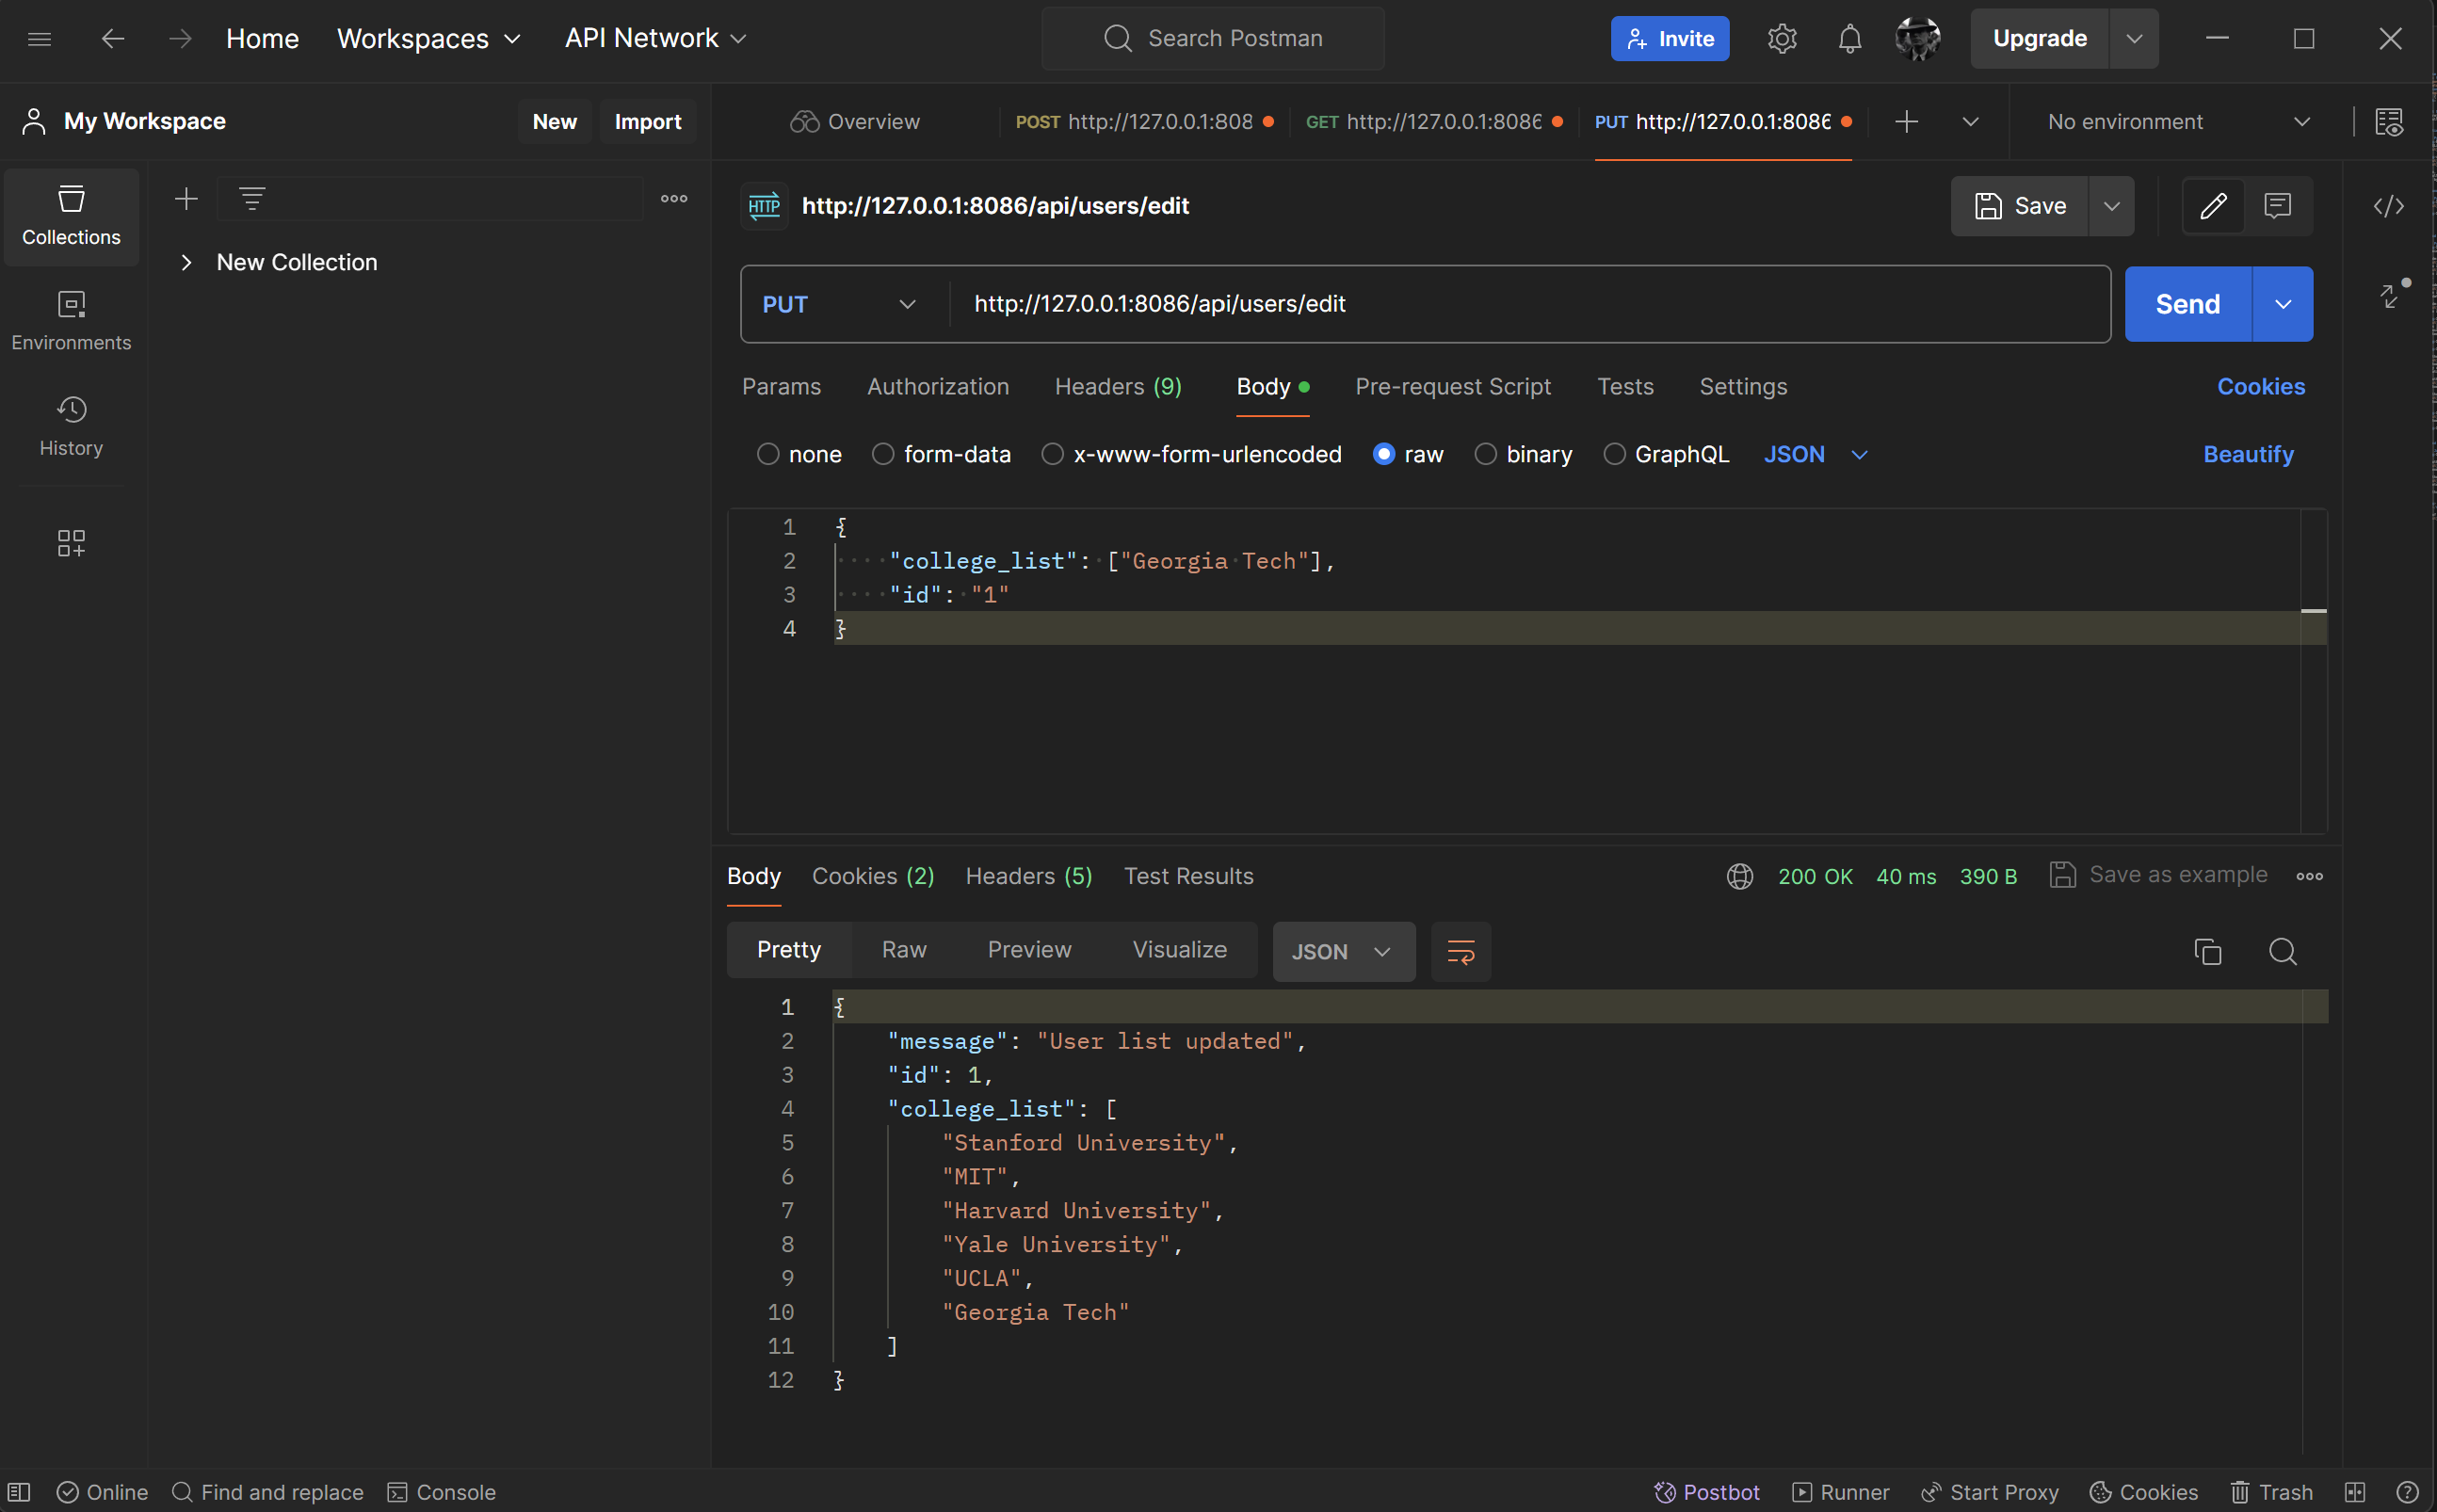 Home Workspaces API Network Search Postman Invite Upgrade
My Workspace New Import Overview POST http://127.0.0.1:808 GET http://127.0.0.1:8086 PUT http://127.0.0.1:8086 No environment
Collections
Environments
History
New Collection
HTTP http://127.0.0.1:8086/api/users/edit Save
PUT http://127.0.0.1:8086/api/users/edit Send
Params Authorization Headers (9) Body Pre-request Script Tests Settings Cookies
none form-data x-www-form-urlencoded raw binary GraphQL JSON Beautify
1 {
2 "college_list": ["Georgia Tech"],
3 "id": "1"
4 }
Body Cookies (2) Headers (5) Test Results 200 OK 40 ms 390 B Save as example
Pretty Raw Preview Visualize JSON
1 {
2 "message": "User list updated",
3 "id": 1,
4 "college_list": [
5 "Stanford University",
6 "MIT",
7 "Harvard University",
8 "Yale University",
9 "UCLA",
10 "Georgia Tech"
11 ]
12 }
Online Find and replace Console Postbot Runner Start Proxy Cookies Trash